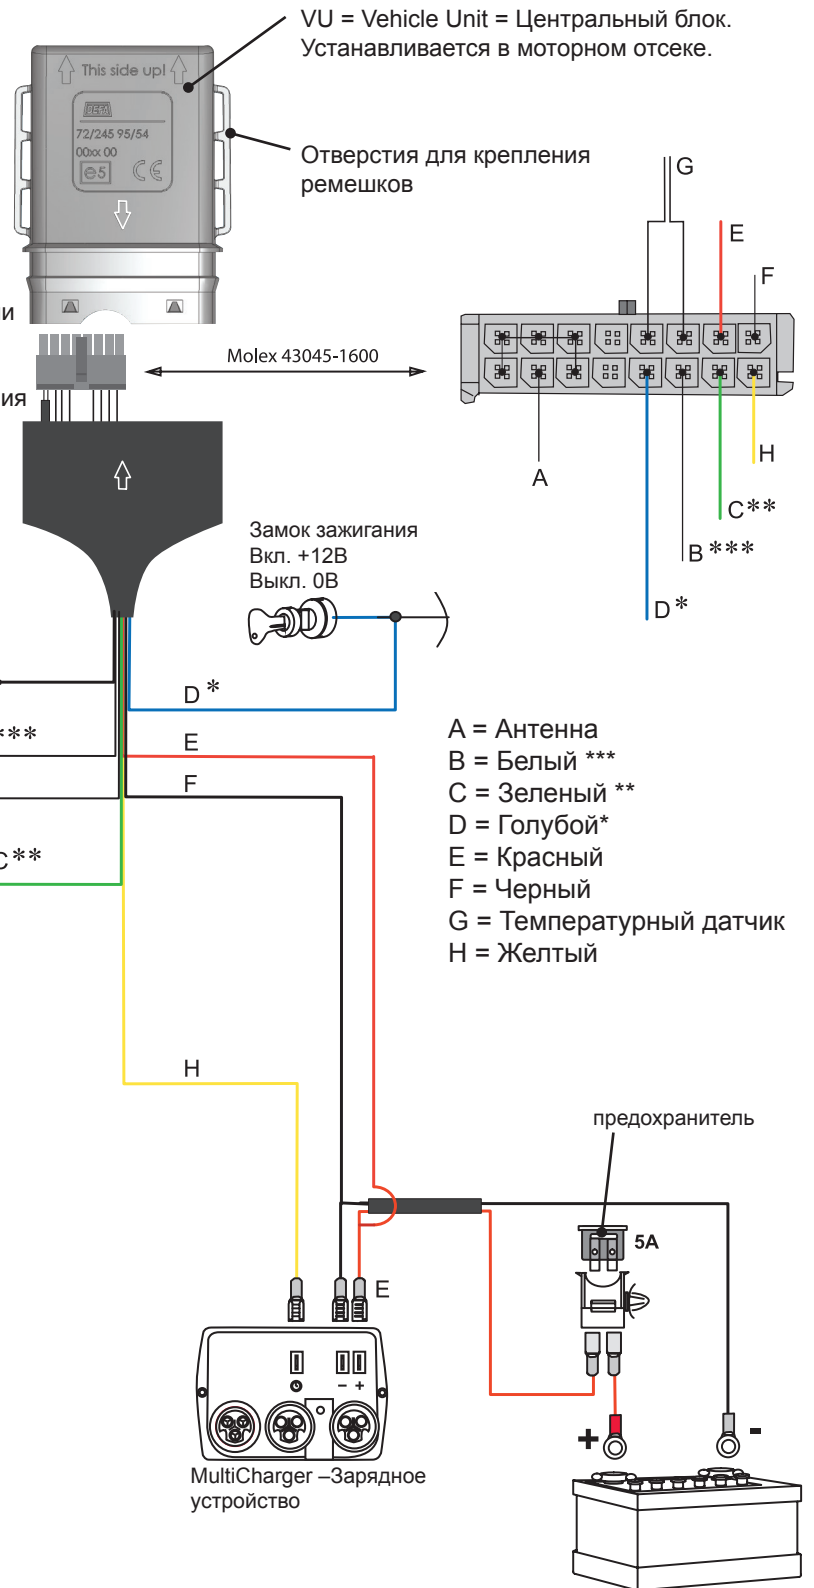 VU = Vehicle Unit = Центральный блок.
Устанавливается в моторном отсеке.
This side up!
DEFA
72/245 95/54
00xx 00
e5 CE
Отверстия для крепления
ремешков
G
E
F
и
Molex 43045-1600
ия
A
H
C**
B ***
D *
Замок зажигания
Вкл. +12В
Выкл. 0В
D *
***
E
F
C**
A = Антенна
B = Белый ***
C = Зеленый **
D = Голубой*
E = Красный
F = Черный
G = Температурный датчик
H = Желтый
H
предохранитель
5A
E
– +
+ -
MultiCharger –Зарядное
устройство